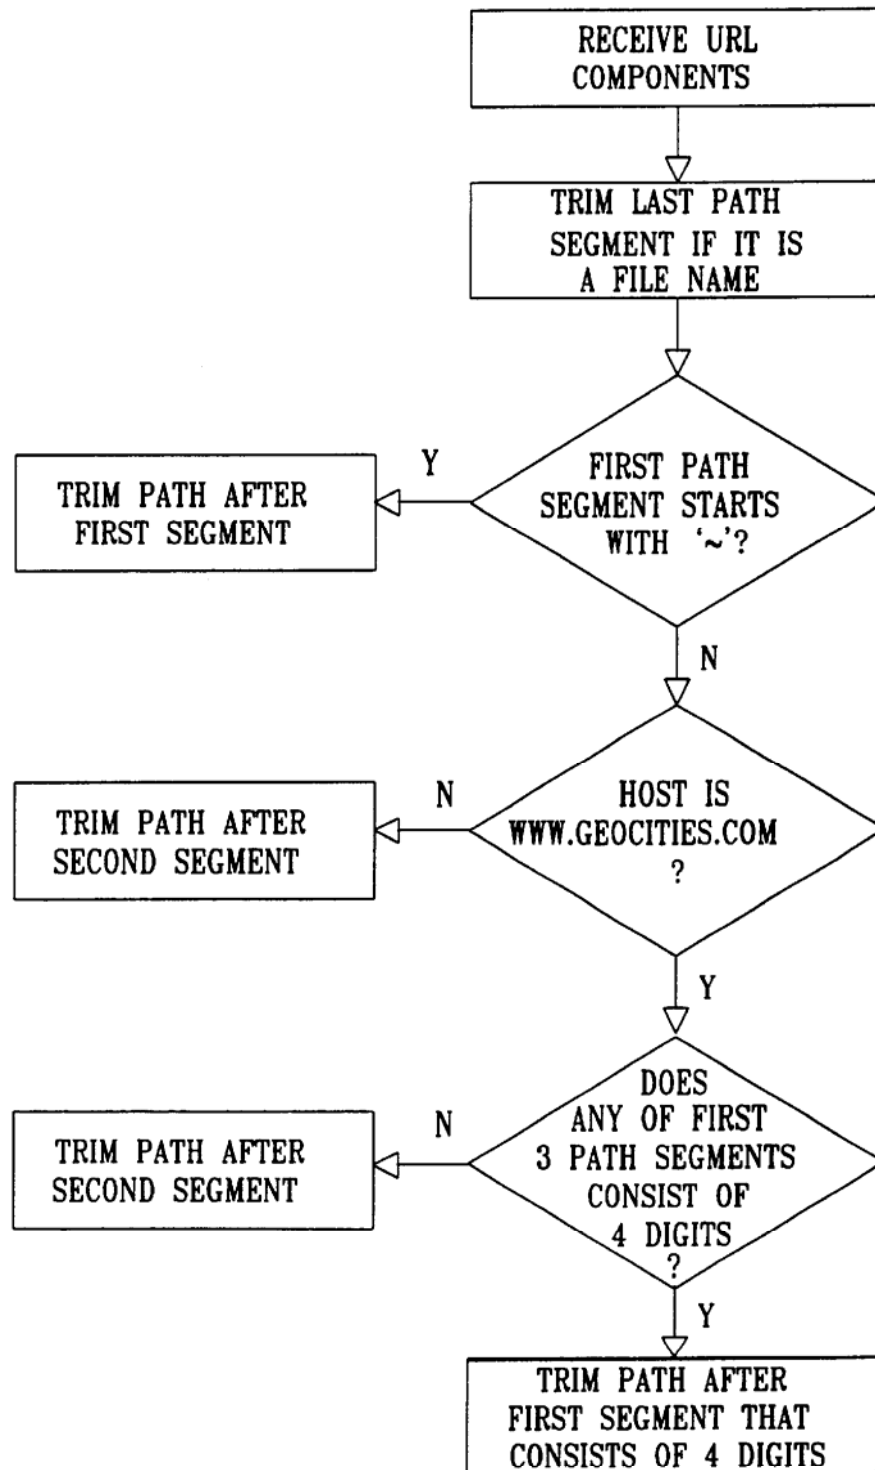 RECEIVE URL
COMPONENTS
TRIM LAST PATH
SEGMENT IF IT IS
A FILE NAME
FIRST PATH
SEGMENT STARTS
WITH ‘~’?
Y
TRIM PATH AFTER
FIRST SEGMENT
N
HOST IS
WWW.GEOCITIES.COM
?
N
TRIM PATH AFTER
SECOND SEGMENT
Y
DOES
ANY OF FIRST
3 PATH SEGMENTS
CONSIST OF
4 DIGITS
?
N
TRIM PATH AFTER
SECOND SEGMENT
Y
TRIM PATH AFTER
FIRST SEGMENT THAT
CONSISTS OF 4 DIGITS